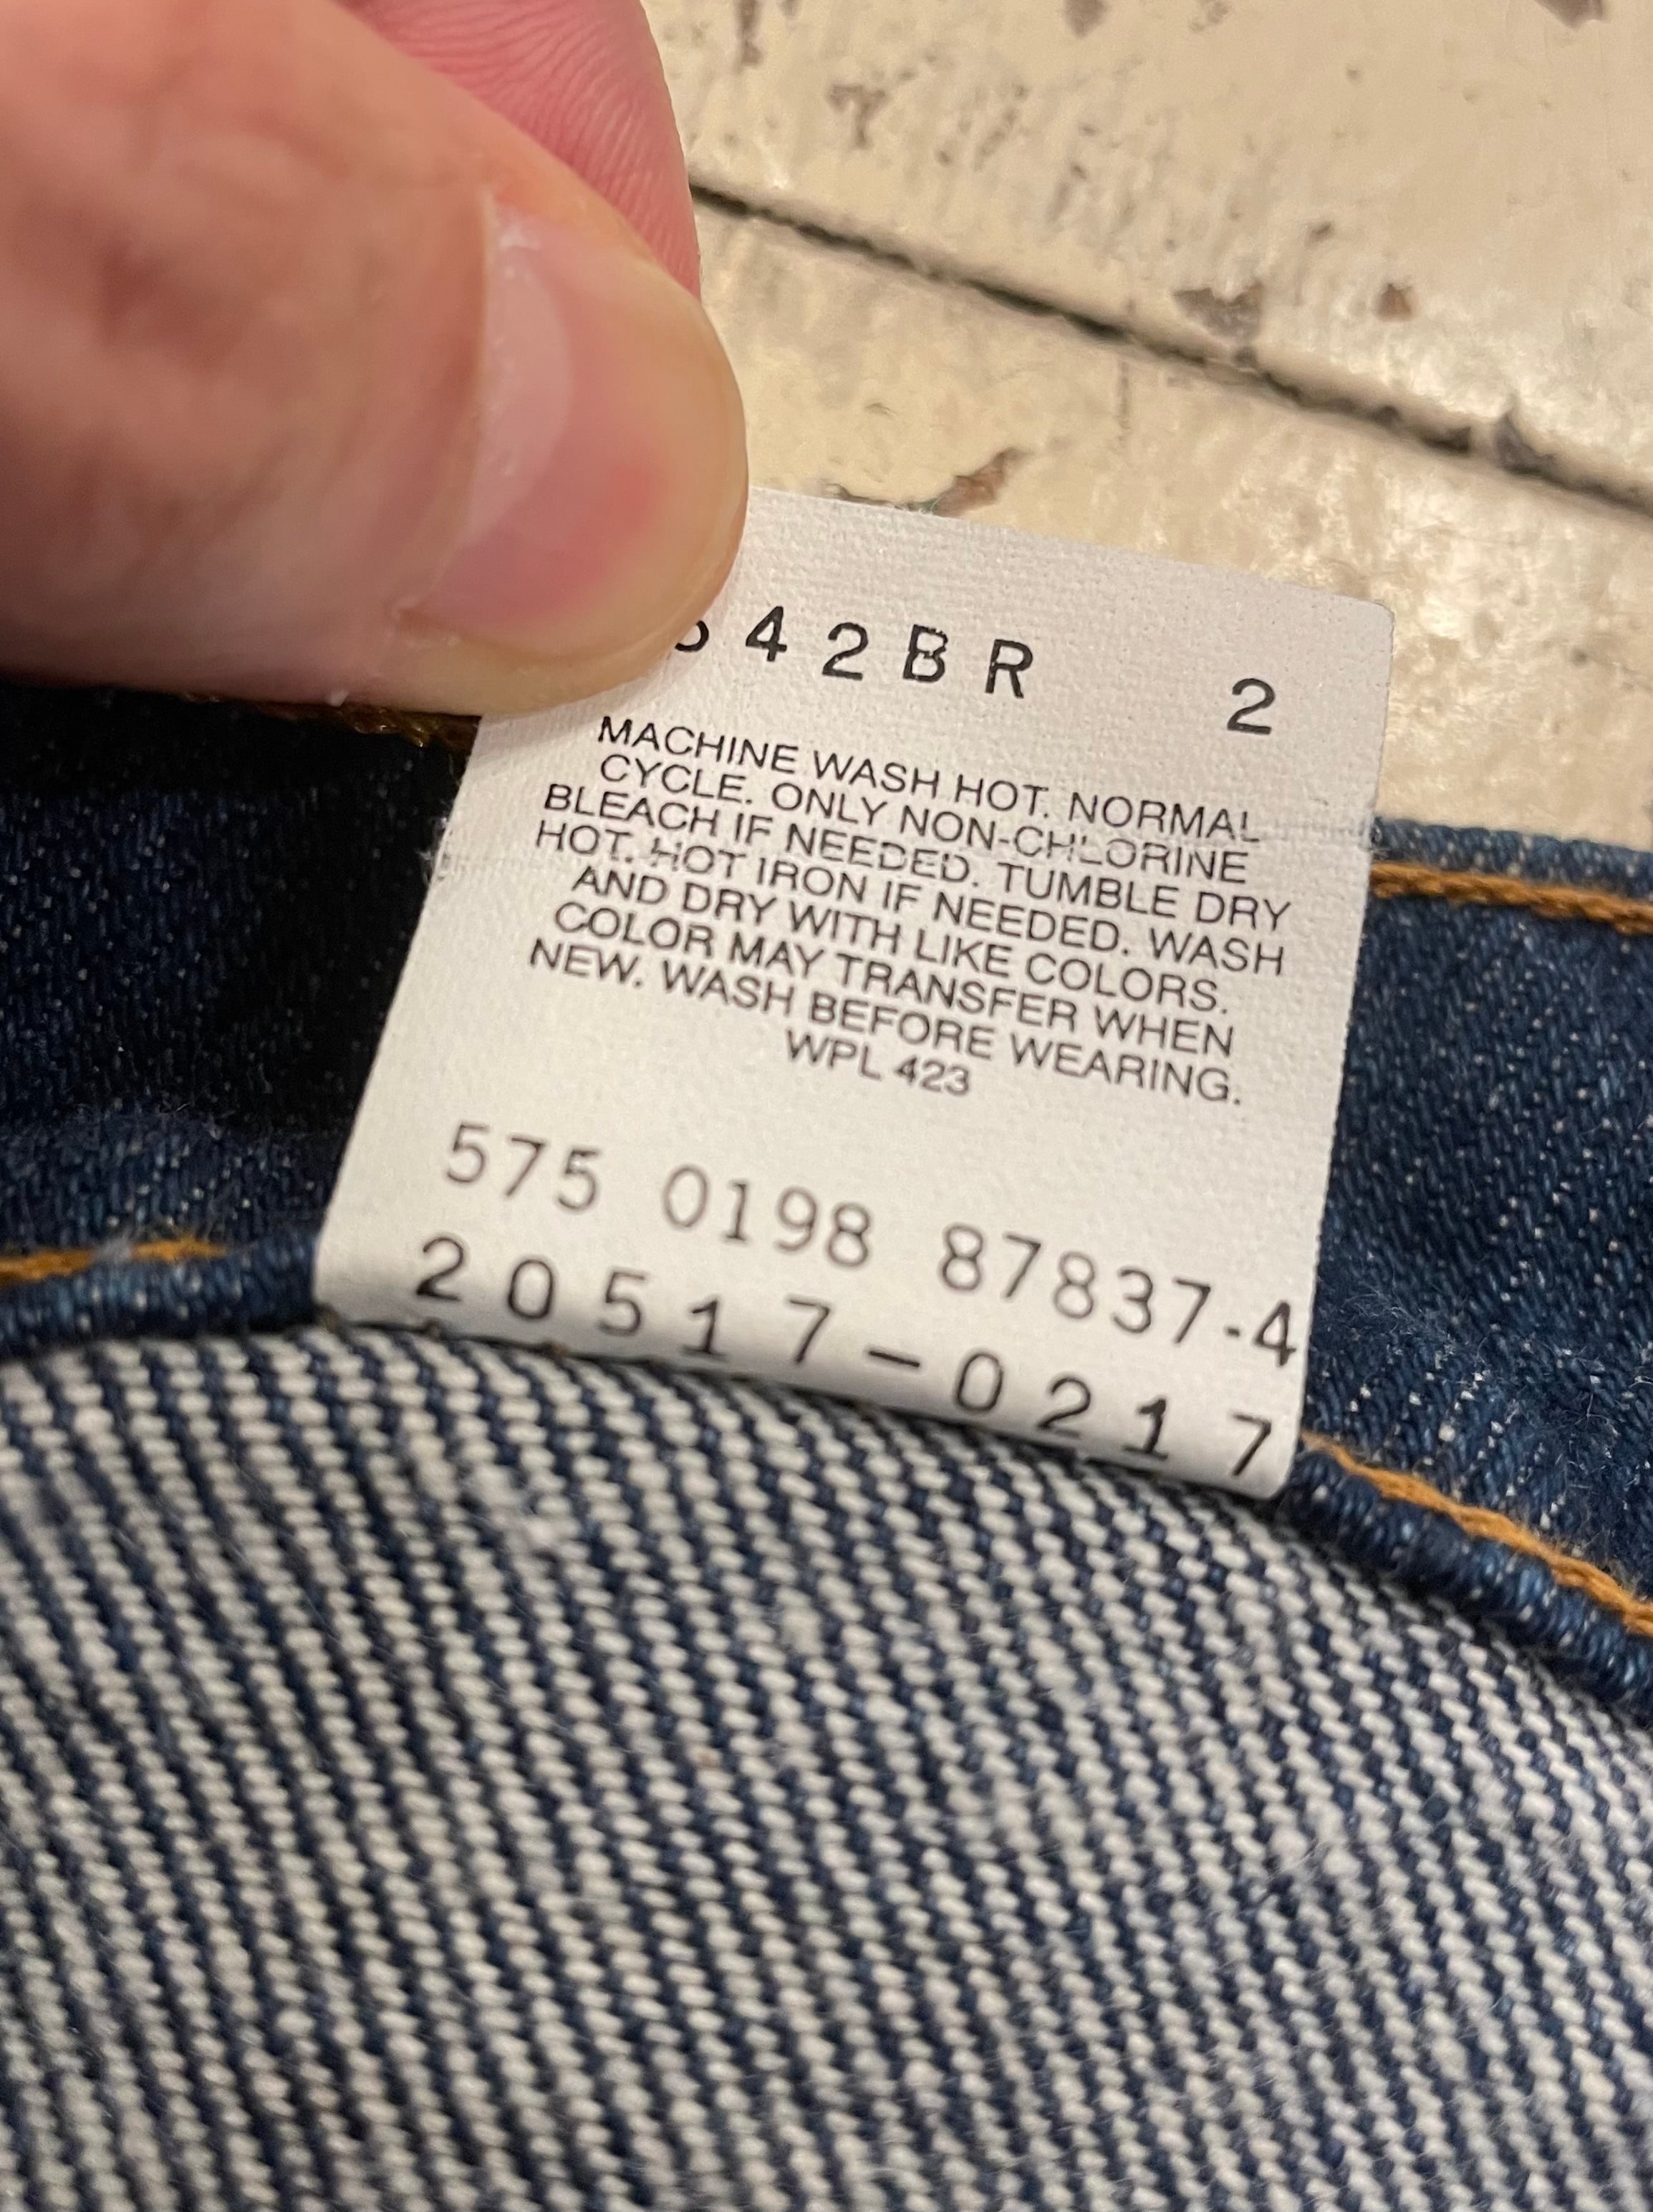 42BR 2
MACHINE WASH HOT. NORMAL
CYCLE. ONLY NON-CHLORINE
BLEACH IF NEEDED. TUMBLE DRY
HOT. HOT IRON IF NEEDED. WASH
AND DRY WITH LIKE COLORS.
COLOR MAY TRANSFER WHEN
NEW. WASH BEFORE WEARING.
WPL 423
575 0198 87837-4
20517-0217